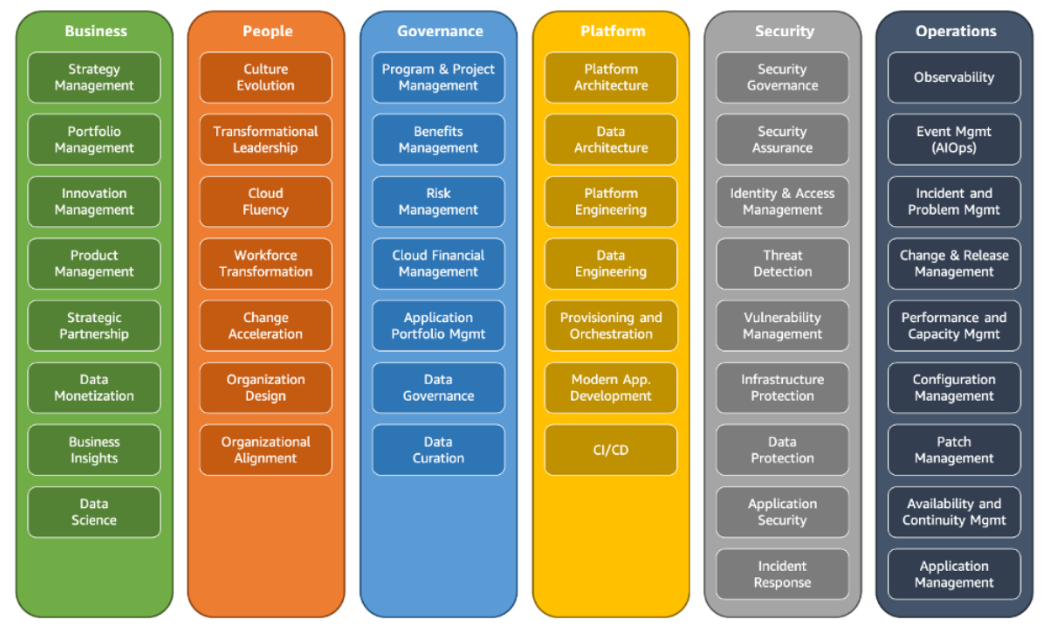 Business
Strategy
Management
Portfolio
Management
Innovation
Management
Product
Management
Strategic
Partnership
Data
Monetization
Business
Insights
Data
Science
People
Culture
Evolution
Transformational
Leadership
Cloud
Fluency
Workforce
Transformation
Change
Acceleration
Organization
Design
Organizational
Alignment
Governance
Program & Project
Management
Benefits
Management
Risk
Management
Cloud Financial
Management
Application
Portfolio Mgmt
Data
Governance
Data
Curation
Platform
Platform
Architecture
Data
Architecture
Platform
Engineering
Data
Engineering
Provisioning and
Orchestration
Modern App.
Development
CI/CD
Security
Security
Governance
Security
Assurance
Identity & Access
Management
Threat
Detection
Vulnerability
Management
Infrastructure
Protection
Data
Protection
Application
Security
Incident
Response
Operations
Observability
Event Mgmt
(AIOps)
Incident and
Problem Mgmt
Change & Release
Management
Performance and
Capacity Mgmt
Configuration
Management
Patch
Management
Availability and
Continuity Mgmt
Application
Management